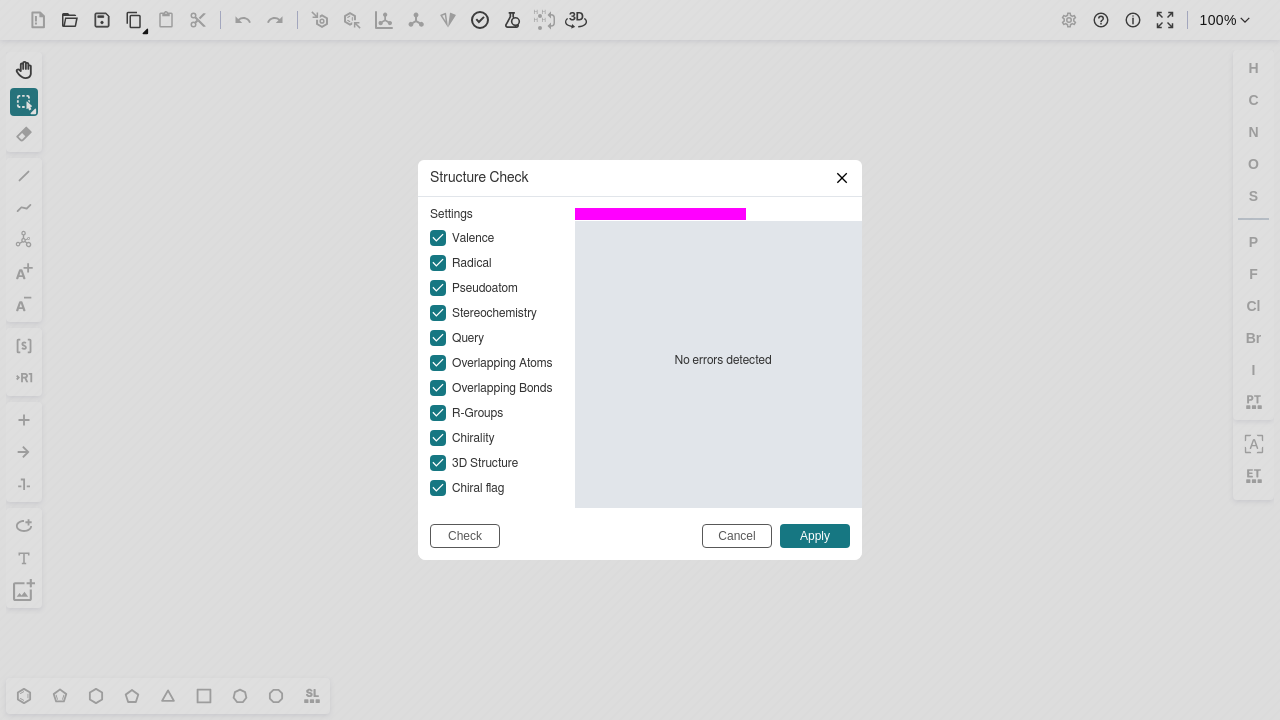 3D
100%
H
C
N
O
S
P
F
Cl
Br
I
PT
[A]
ET
A+
A−
[S]
R1
-1-
T
SL
Structure Check
Settings
Valence
Radical
Pseudoatom
Stereochemistry
Query
Overlapping Atoms
Overlapping Bonds
R-Groups
Chirality
3D Structure
Chiral flag
No errors detected
Check
Cancel
Apply